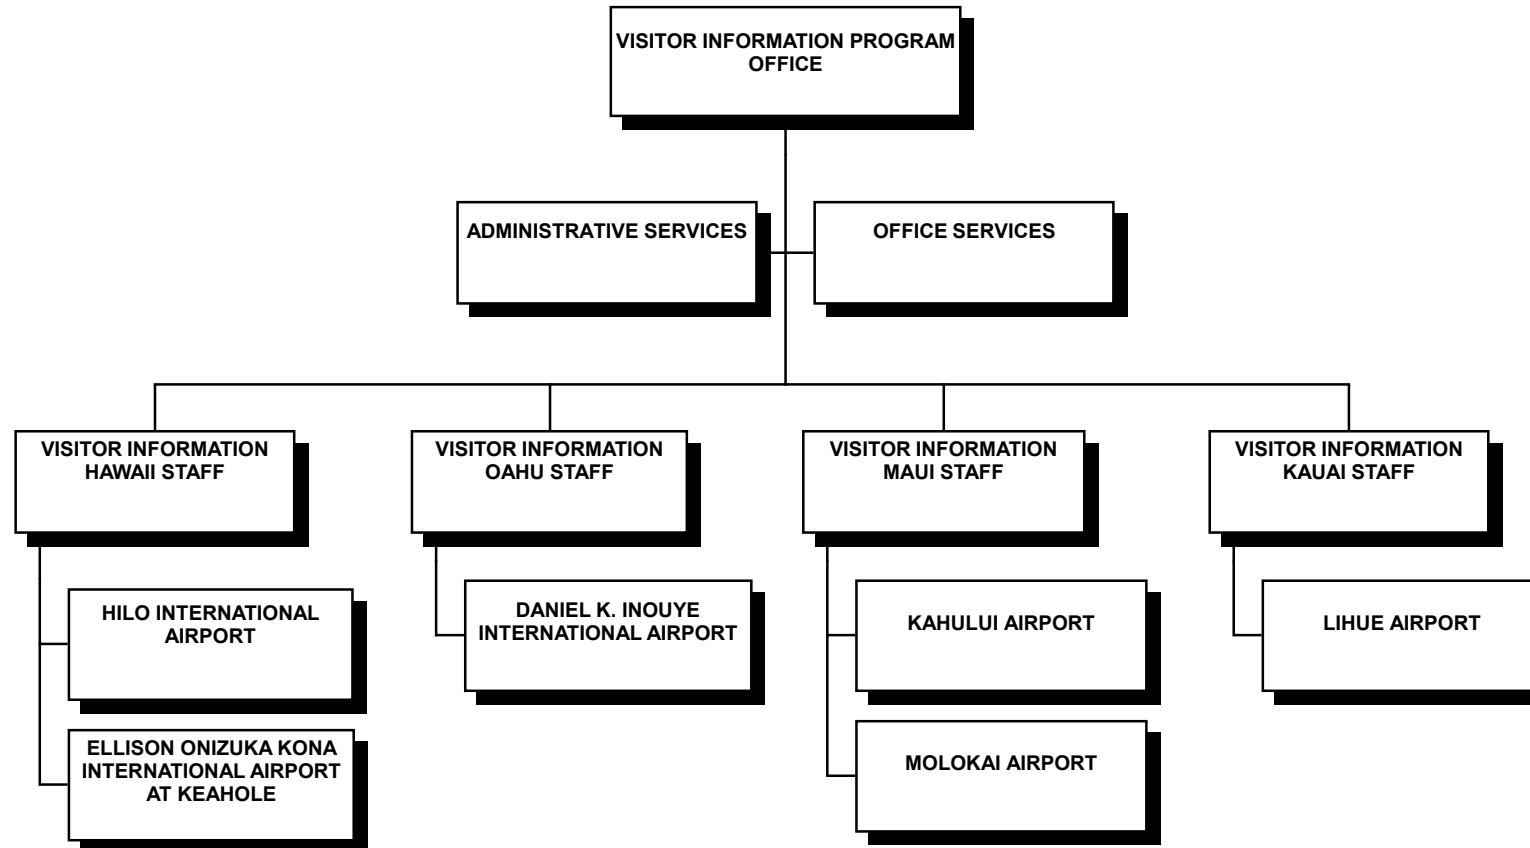 VISITOR INFORMATION PROGRAM
OFFICE
ADMINISTRATIVE SERVICES
OFFICE SERVICES
VISITOR INFORMATION
HAWAII STAFF
VISITOR INFORMATION
OAHU STAFF
VISITOR INFORMATION
MAUI STAFF
VISITOR INFORMATION
KAUAI STAFF
HILO INTERNATIONAL
AIRPORT
DANIEL K. INOUYE
INTERNATIONAL AIRPORT
KAHULUI AIRPORT
LIHUE AIRPORT
ELLISON ONIZUKA KONA
INTERNATIONAL AIRPORT
AT KEAHOLE
MOLOKAI AIRPORT